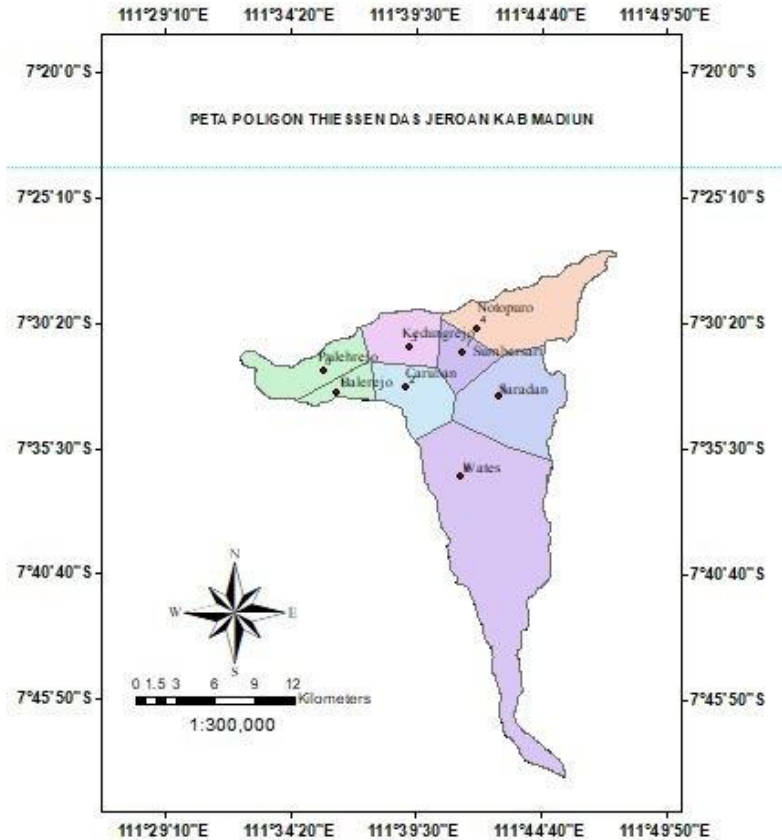 111°29'10"E 111°34'20"E 111°39'30"E 111°44'40"E 111°49'50"E
7°20'0"S 7°20'0"S
PETA POLIGON THIESSEN DAS JEROAN KAB MADIUN
7°25'10"S 7°25'10"S
Notopuro
4
7°30'20"S 7°30'20"S
Kedungrejo
Sumbersari
Palehrejo
Caruban
2
Balerejo
Saradan
7°35'30"S 7°35'30"S
Wates
7°40'40"S 7°40'40"S
N
W E
S
0 1.5 3 6 9 12
Kilometers
1:300,000
7°45'50"S 7°45'50"S
111°29'10"E 111°34'20"E 111°39'30"E 111°44'40"E 111°49'50"E